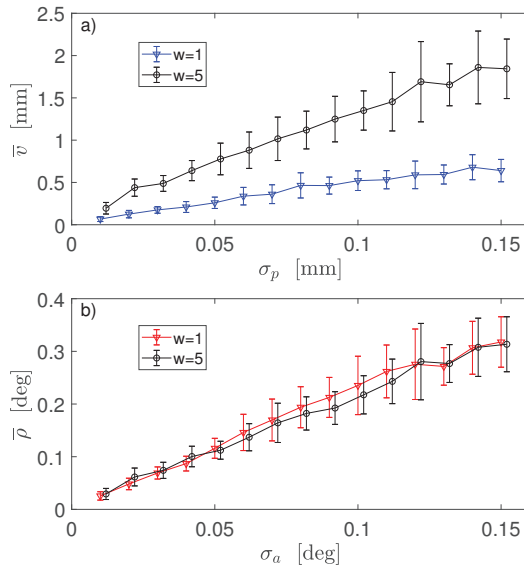 a)
w=1
w=5
2.5
2
1.5
1
0.5
0
v̅ [mm]
0 0.05 0.1 0.15
σ_p [mm]
b)
w=1
w=5
0.4
0.3
0.2
0.1
0
ρ̅ [deg]
0 0.05 0.1 0.15
σ_a [deg]